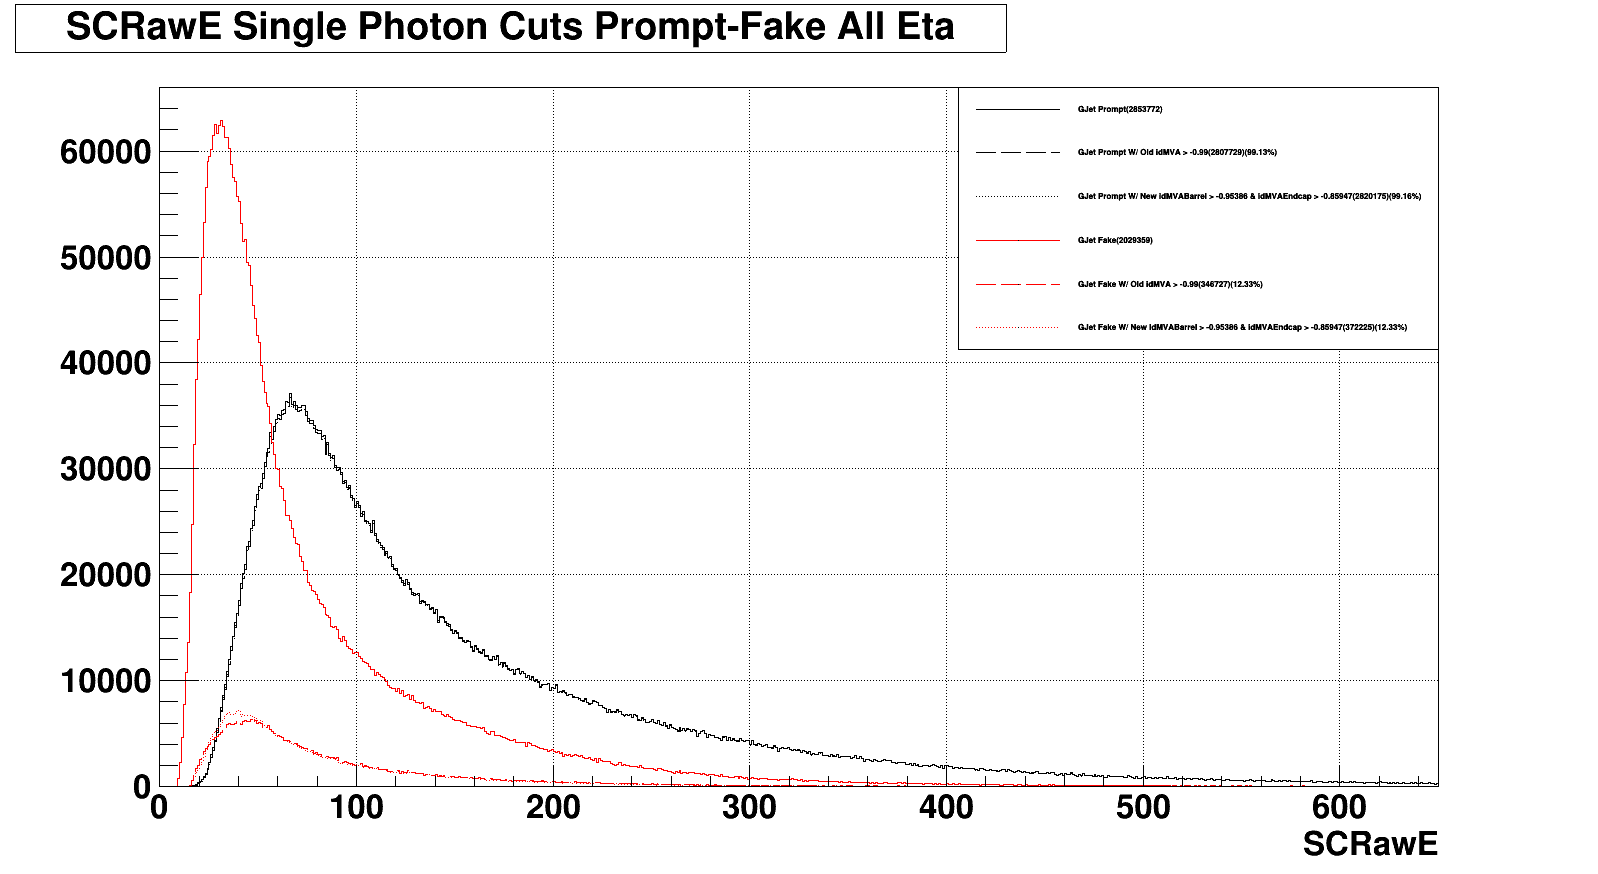 SCRawE Single Photon Cuts Prompt-Fake All Eta
GJet Prompt(2853772)
GJet Prompt W/ Old idMVA > -0.99(2807729)(99.13%)
GJet Prompt W/ New idMVABarrel > -0.95386 & idMVAEndcap > -0.85947(2820175)(99.16%)
GJet Fake(2029359)
GJet Fake W/ Old idMVA > -0.99(346727)(12.33%)
GJet Fake W/ New idMVABarrel > -0.95386 & idMVAEndcap > -0.85947(372225)(12.33%)
60000
50000
40000
30000
20000
10000
0
0 100 200 300 400 500 600
SCRawE